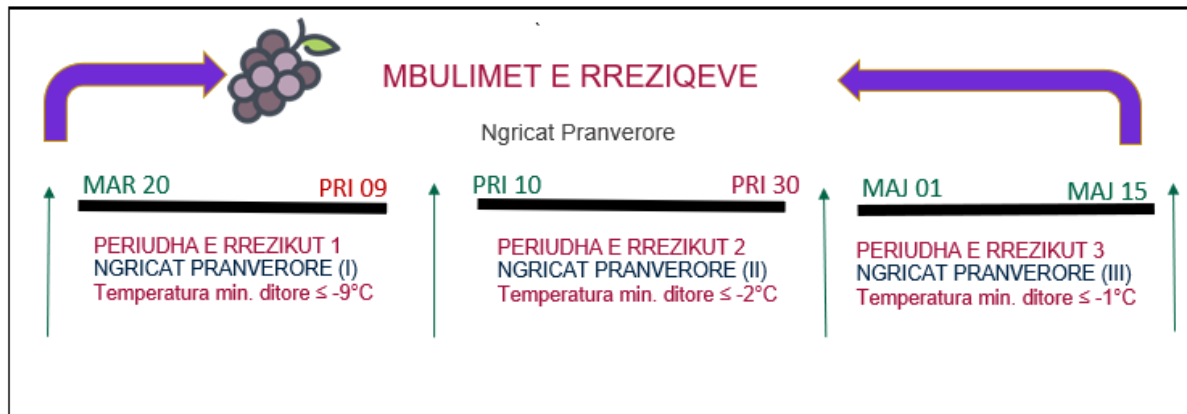 MBULIMET E RREZIQEVE
Ngricat Pranverore
MAR 20
PRI 09
PRI 10
PRI 30
MAJ 01
MAJ 15
PERIUDHA E RREZIKUT 1
NGRICAT PRANVERORE (I)
Temperatura min. ditore ≤ -9°C
PERIUDHA E RREZIKUT 2
NGRICAT PRANVERORE (II)
Temperatura min. ditore ≤ -2°C
PERIUDHA E RREZIKUT 3
NGRICAT PRANVERORE (III)
Temperatura min. ditore ≤ -1°C